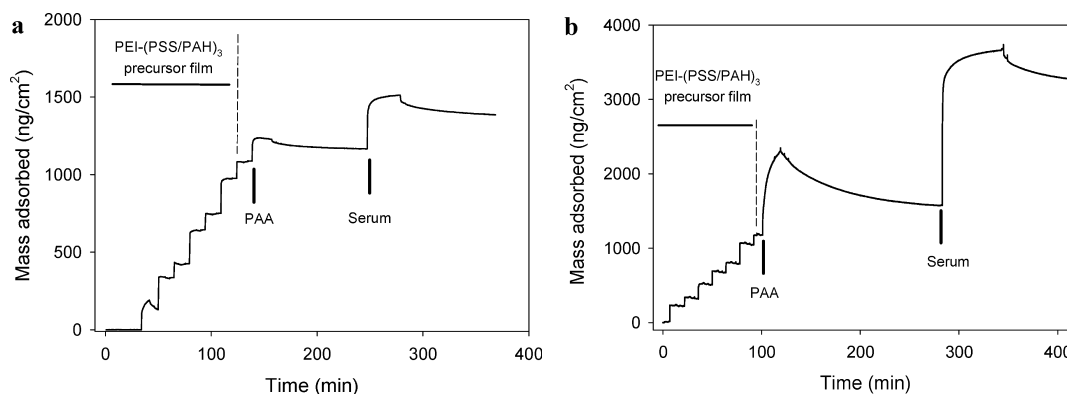 a
2000
PEI-(PSS/PAH)3
precursor film
1500
1000
500
0
Mass adsorbed (ng/cm2)
PAA
Serum
0 100 200 300 400
Time (min)
b
4000
PEI-(PSS/PAH)3
precursor film
3000
2000
1000
0
Mass adsorbed (ng/cm2)
PAA
Serum
0 100 200 300 400
Time (min)